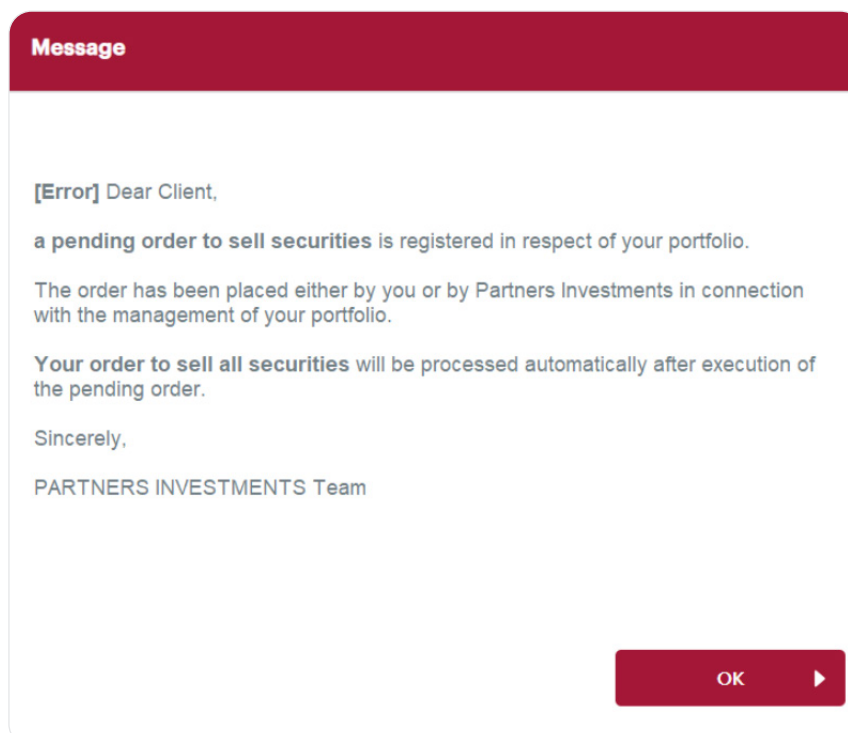 Message
[Error] Dear Client,
a pending order to sell securities is registered in respect of your portfolio.
The order has been placed either by you or by Partners Investments in connection
with the management of your portfolio.
Your order to sell all securities will be processed automatically after execution of
the pending order.
Sincerely,
PARTNERS INVESTMENTS Team
OK